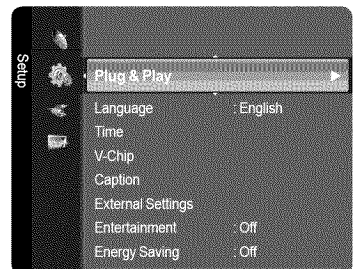 Setup
Plug & Play
Language : English
Time
V-Chip
Caption
External Settings
Entertainment : Off
Energy Saving : Off